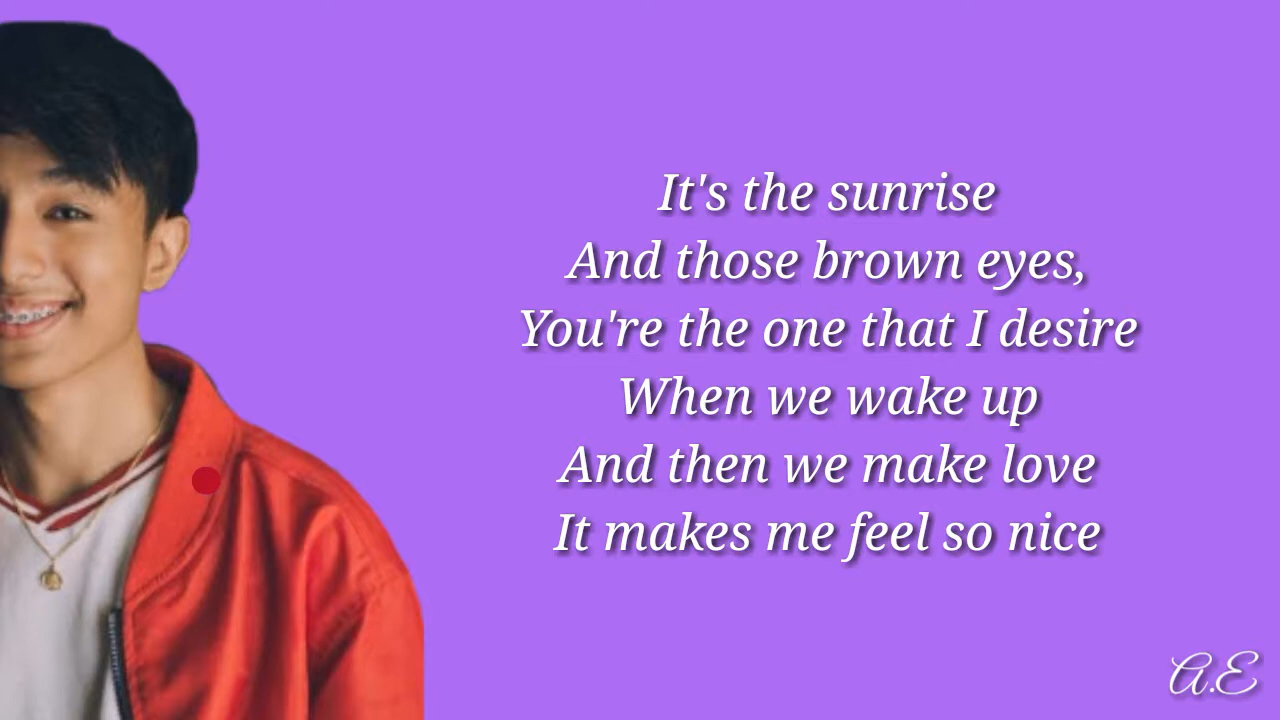 It's the sunrise
And those brown eyes,
You're the one that I desire
When we wake up
And then we make love
It makes me feel so nice
A.E